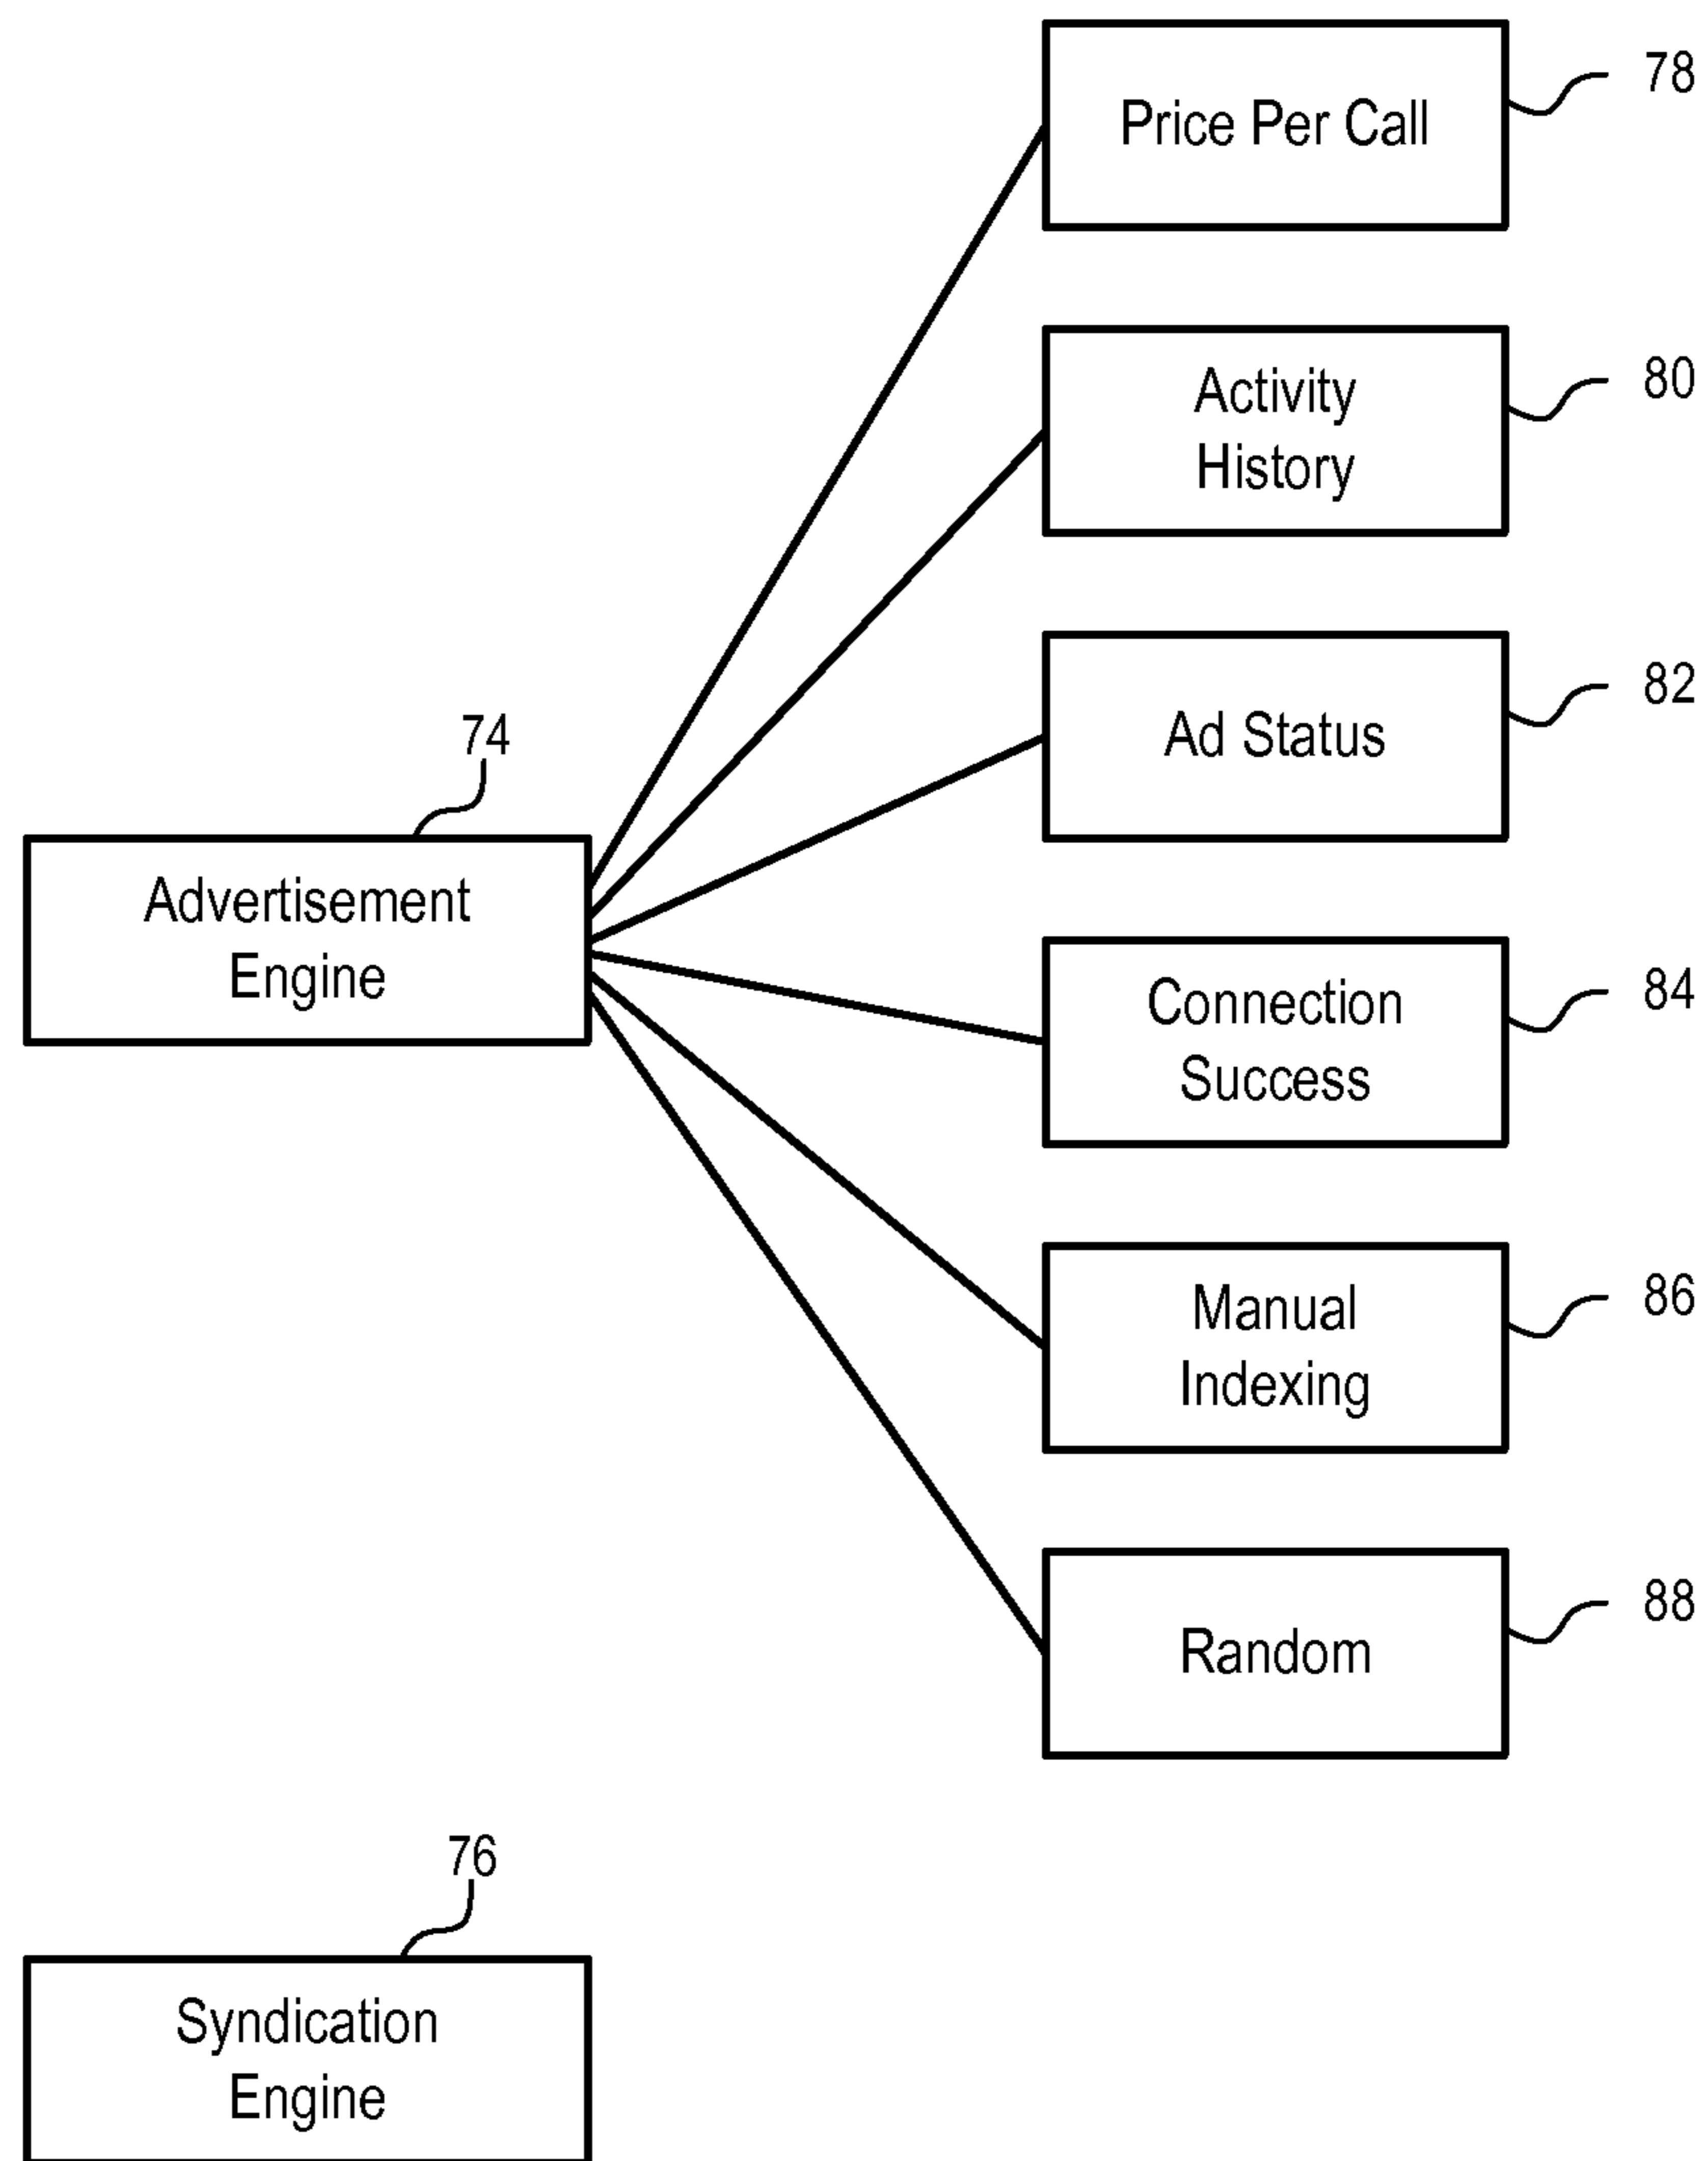 Price Per Call
78
Activity
History
80
Ad Status
82
74
Advertisement
Engine
Connection
Success
84
Manual
Indexing
86
Random
88
76
Syndication
Engine